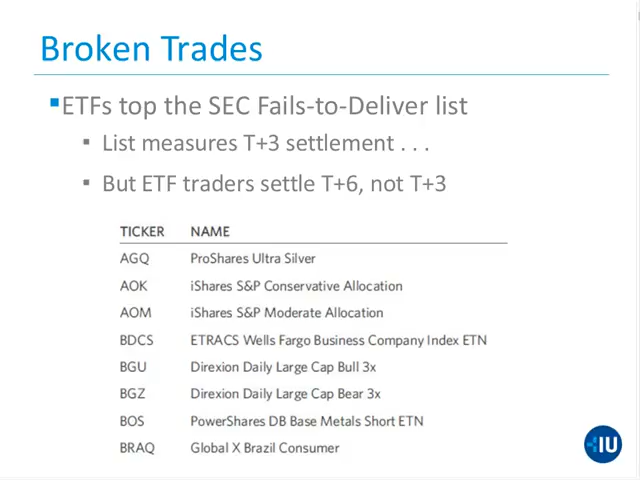 Broken Trades
▪ETFs top the SEC Fails-to-Deliver list
▪ List measures T+3 settlement . . .
▪ But ETF traders settle T+6, not T+3
TICKER NAME
AGQ ProShares Ultra Silver
AOK iShares S&P Conservative Allocation
AOM iShares S&P Moderate Allocation
BDCS ETRACS Wells Fargo Business Company Index ETN
BGU Direxion Daily Large Cap Bull 3x
BGZ Direxion Daily Large Cap Bear 3x
BOS PowerShares DB Base Metals Short ETN
BRAQ Global X Brazil Consumer
IU